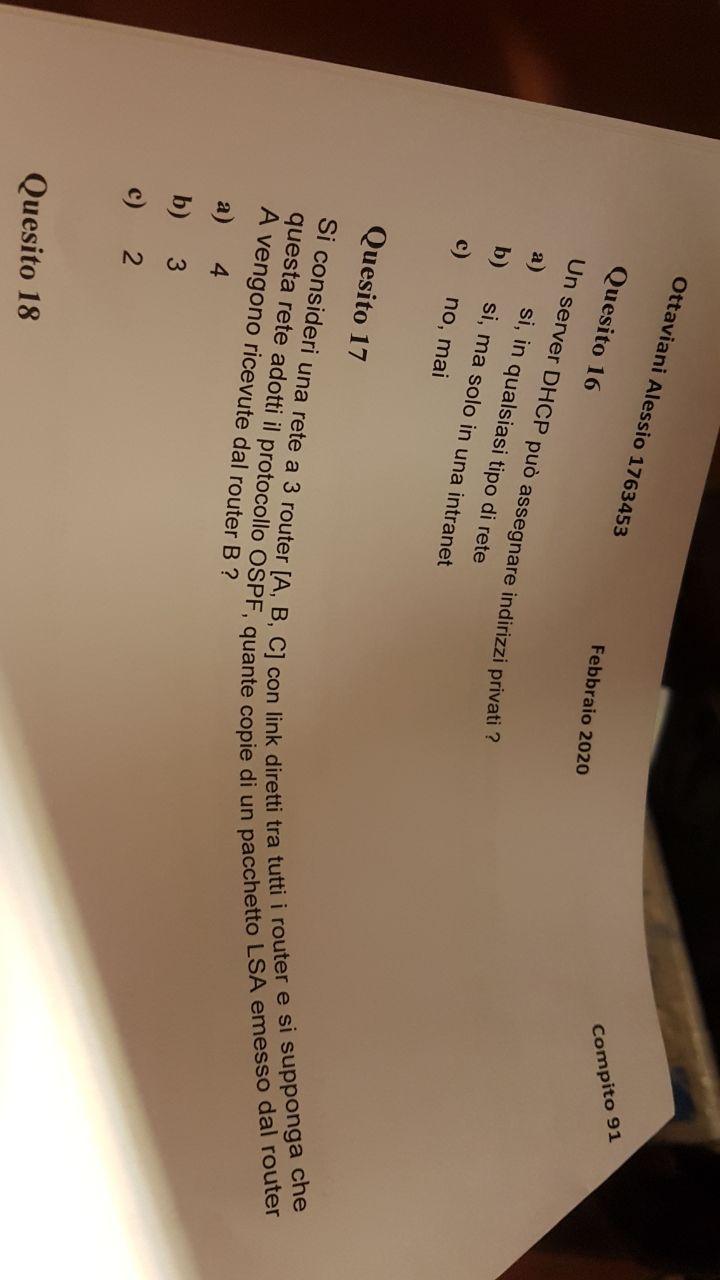 Ottaviani Alessio 1763453 Febbraio 2020 Compito 91
Quesito 16
Un server DHCP può assegnare indirizzi privati ?
a) si, in qualsiasi tipo di rete
b) si, ma solo in una intranet
c) no, mai
Quesito 17
Si consideri una rete a 3 router [A, B, C] con link diretti tra tutti i router e si supponga che
questa rete adotti il protocollo OSPF, quante copie di un pacchetto LSA emesso dal router
A vengono ricevute dal router B ?
a) 4
b) 3
c) 2
Quesito 18